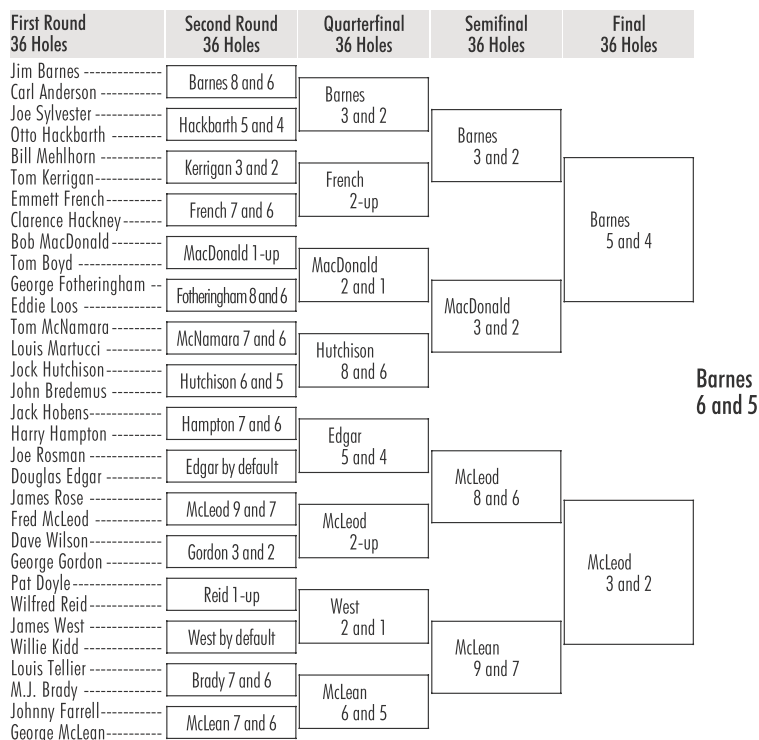 First Round
36 Holes
Second Round
36 Holes
Quarterfinal
36 Holes
Semifinal
36 Holes
Final
36 Holes
Jim Barnes
Carl Anderson
Joe Sylvester
Otto Hackbarth
Bill Mehlhorn
Tom Kerrigan
Emmett French
Clarence Hackney
Bob MacDonald
Tom Boyd
George Fotheringham
Eddie Loos
Tom McNamara
Louis Martucci
Jock Hutchison
John Bredemus
Jack Hobens
Harry Hampton
Joe Rosman
Douglas Edgar
James Rose
Fred McLeod
Dave Wilson
George Gordon
Pat Doyle
Wilfred Reid
James West
Willie Kidd
Louis Tellier
M.J. Brady
Johnny Farrell
George McLean
Barnes 8 and 6
Hackbarth 5 and 4
Kerrigan 3 and 2
French 7 and 6
MacDonald 1-up
Fotheringham 8 and 6
McNamara 7 and 6
Hutchison 6 and 5
Hampton 7 and 6
Edgar by default
McLeod 9 and 7
Gordon 3 and 2
Reid 1-up
West by default
Brady 7 and 6
McLean 7 and 6
Barnes
3 and 2
French
2-up
MacDonald
2 and 1
Hutchison
8 and 6
Edgar
5 and 4
McLeod
2-up
West
2 and 1
McLean
6 and 5
Barnes
3 and 2
MacDonald
3 and 2
McLeod
8 and 6
McLean
9 and 7
Barnes
5 and 4
McLeod
3 and 2
Barnes
6 and 5